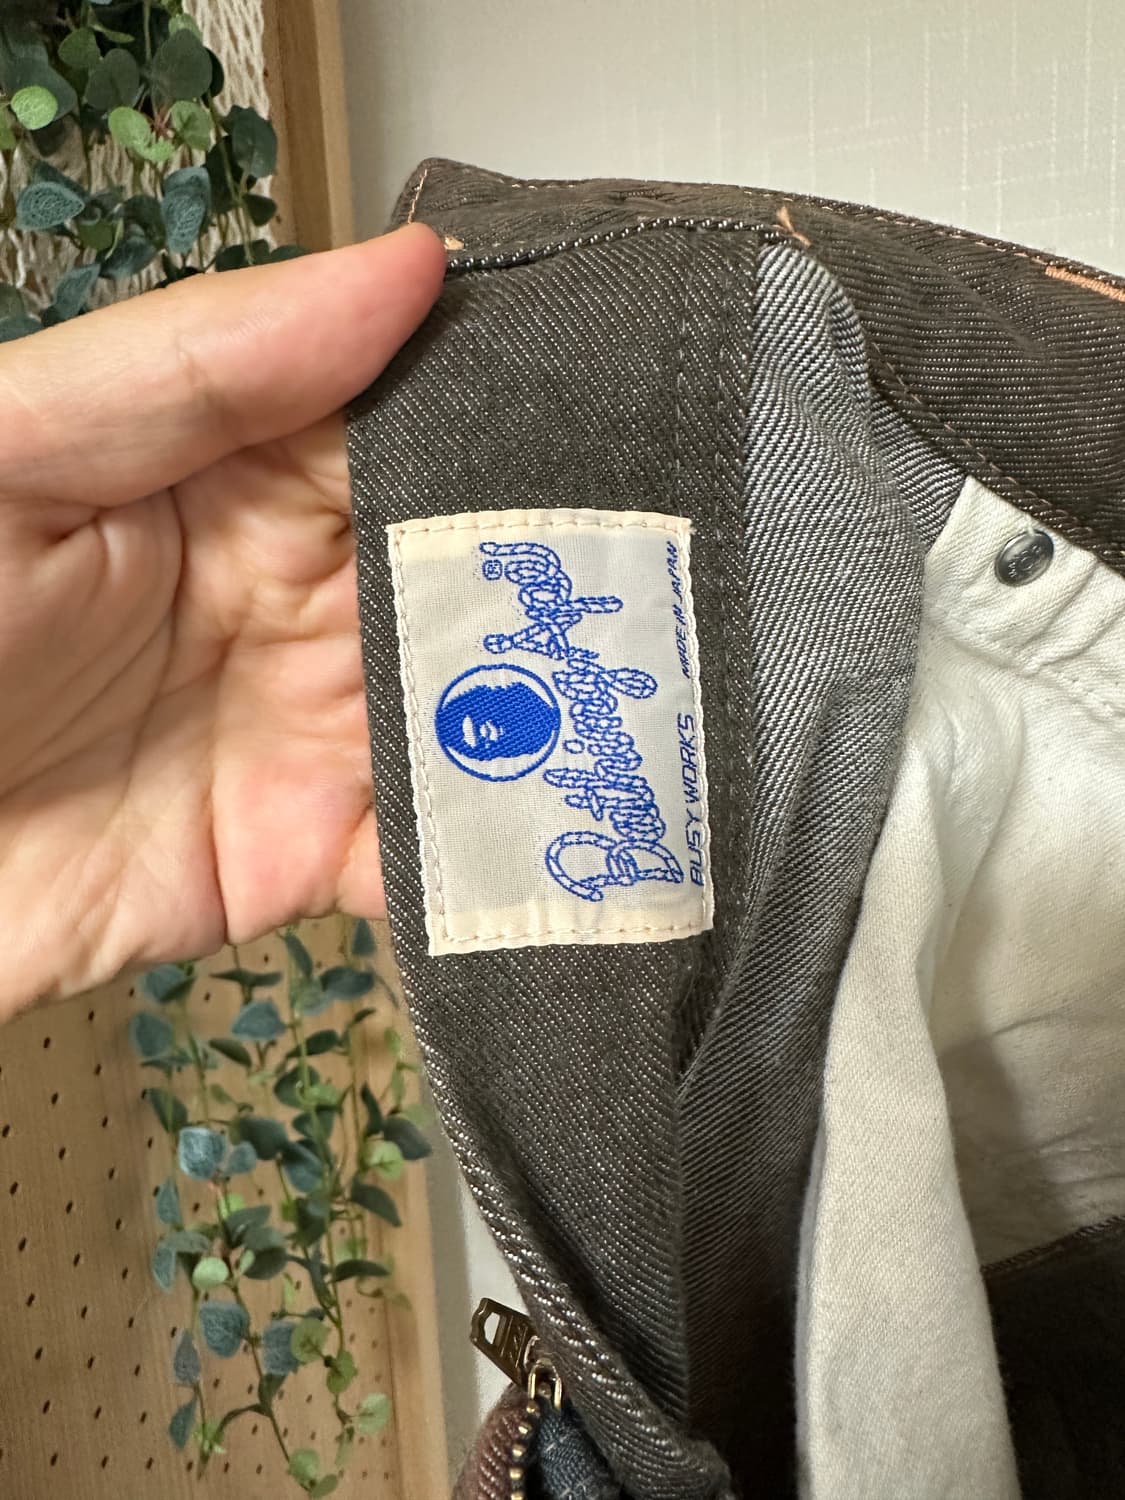 Bathing Ape®
BUSY WORKS
MADE IN JAPAN